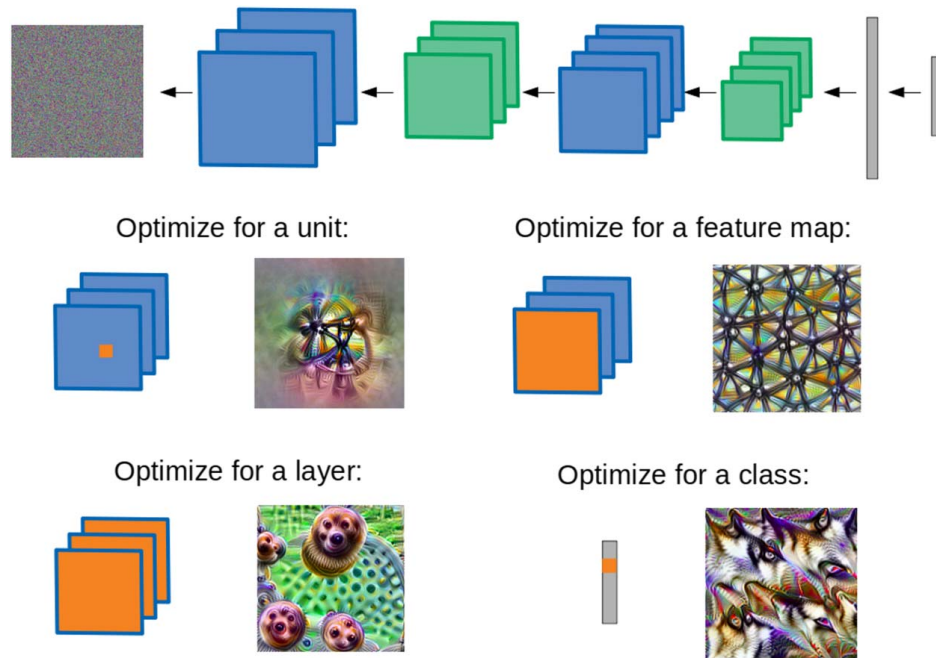 Optimize for a unit:
Optimize for a feature map:
Optimize for a layer:
Optimize for a class: